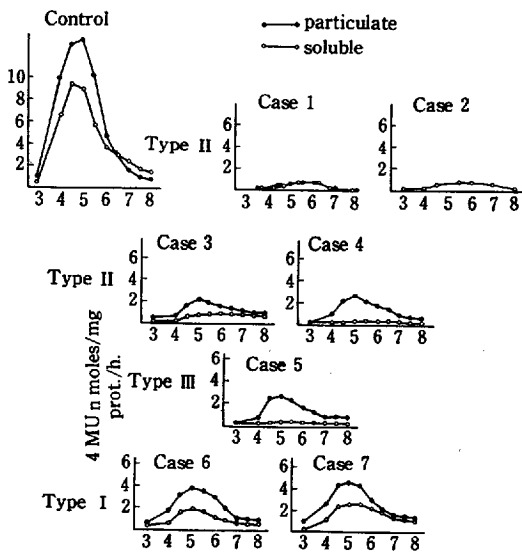 Control
particulate
soluble
10
8
6
4
2
3 4 5 6 7 8
Type II
Case 1
6
4
2
3 4 5 6 7 8
Case 2
6
4
2
3 4 5 6 7 8
Type II
Case 3
6
4
2
3 4 5 6 7 8
Case 4
6
4
2
3 4 5 6 7 8
4 MU n moles/mg
prot./h.
Type III
Case 5
6
4
2
3 4 5 6 7 8
Type I
Case 6
6
4
2
3 4 5 6 7 8
Case 7
6
4
2
3 4 5 6 7 8